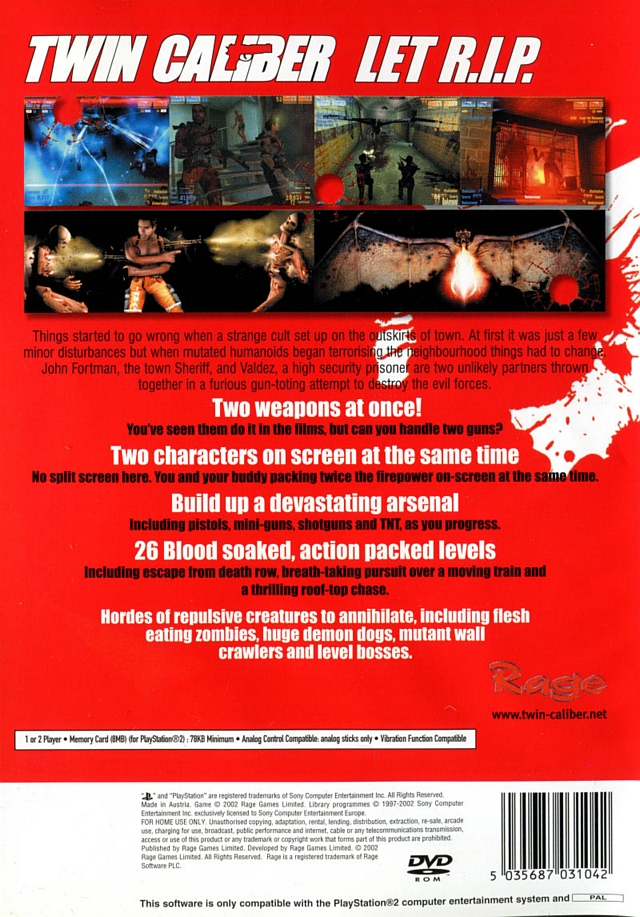 TWIN CALIBER LET R.I.P.
Things started to go wrong when a strange cult set up on the outskirts of town. At first it was just a few
minor disturbances but when mutated humanoids began terrorising the neighbourhood things had to change.
John Fortman, the town Sheriff, and Valdez, a high security prisoner are two unlikely partners thrown
together in a furious gun-toting attempt to destroy the evil forces.
Two weapons at once!
You've seen them do it in the films, but can you handle two guns?
Two characters on screen at the same time
No split screen here. You and your buddy packing twice the firepower on-screen at the same time.
Build up a devastating arsenal
Including pistols, mini-guns, shotguns and TNT, as you progress.
26 Blood soaked, action packed levels
Including escape from death row, breath-taking pursuit over a moving train and
a thrilling roof-top chase.
Hordes of repulsive creatures to annihilate, including flesh
eating zombies, huge demon dogs, mutant wall
crawlers and level bosses.
Rage
www.twin-caliber.net
1 or 2 Player • Memory Card (8MB) (for PlayStation®2) : 78KB Minimum • Analog Control Compatible: analog sticks only • Vibration Function Compatible
" " and "PlayStation" are registered trademarks of Sony Computer Entertainment Inc. All Rights Reserved.
Made in Austria. Game © 2002 Rage Games Limited. Library programmes © 1997-2002 Sony Computer
Entertainment Inc. exclusively licensed to Sony Computer Entertainment Europe.
FOR HOME USE ONLY. Unauthorised copying, adaptation, rental, lending, distribution, extraction, re-sale, arcade
use, charging for use, broadcast, public performance and internet, cable or any telecommunications transmission,
access or use of this product or any trademark or copyright work that forms part of this product are prohibited.
Published by Rage Games Limited. Developed by Rage Games Limited. © 2002
Rage Games Limited. All Rights Reserved. Rage is a registered trademark of Rage
Software PLC.
DVD
ROM
5 035687 031042
This software is only compatible with the PlayStation®2 computer entertainment system and PAL